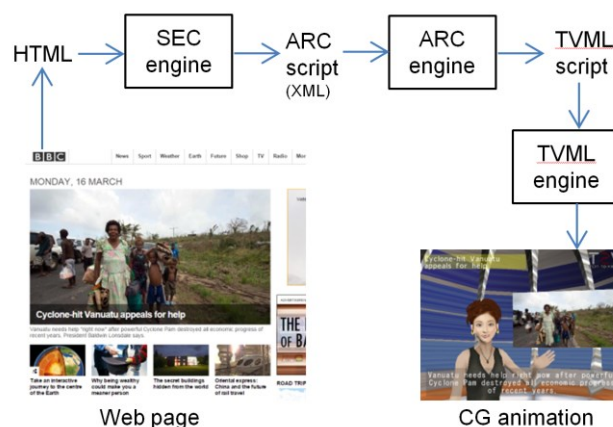 HTML
SEC
engine
ARC
script
(XML)
ARC
engine
TVML
script
TVML
engine
BBC
News Sport Weather Earth Future Shop TV Radio
MONDAY, 16 MARCH
Cyclone-hit Vanuatu appeals for help
Vanuatu needs help "right now" after powerful Cyclone Pam destroyed all economic progress of
recent years, President Baldwin Lonsdale says.
Take an interactive
journey to the centre
of the Earth
Why being wealthy
could make you a
meaner person
The secret buildings
hidden from the world
Oriental express:
China and the future
of rail travel
THE
OF BA
ROAD TRIP
Cyclone-hit Vanuatu
appeals for help
Vanuatu needs help right now after powerful
Cyclone Pam destroyed all economic progress
of recent years.
Web page
CG animation